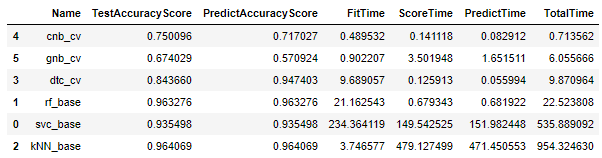 Name TestAccuracyScore PredictAccuracyScore FitTime ScoreTime PredictTime TotalTime
4 cnb_cv 0.750096 0.717027 0.489532 0.141118 0.082912 0.713562
5 gnb_cv 0.674029 0.570924 0.902207 3.501948 1.651511 6.055666
3 dtc_cv 0.843660 0.947403 9.689057 0.125913 0.055994 9.870964
1 rf_base 0.963276 0.963276 21.162543 0.679343 0.681922 22.523808
0 svc_base 0.935498 0.935498 234.364119 149.542525 151.982448 535.889092
2 kNN_base 0.964069 0.964069 3.746577 479.127499 471.450553 954.324630